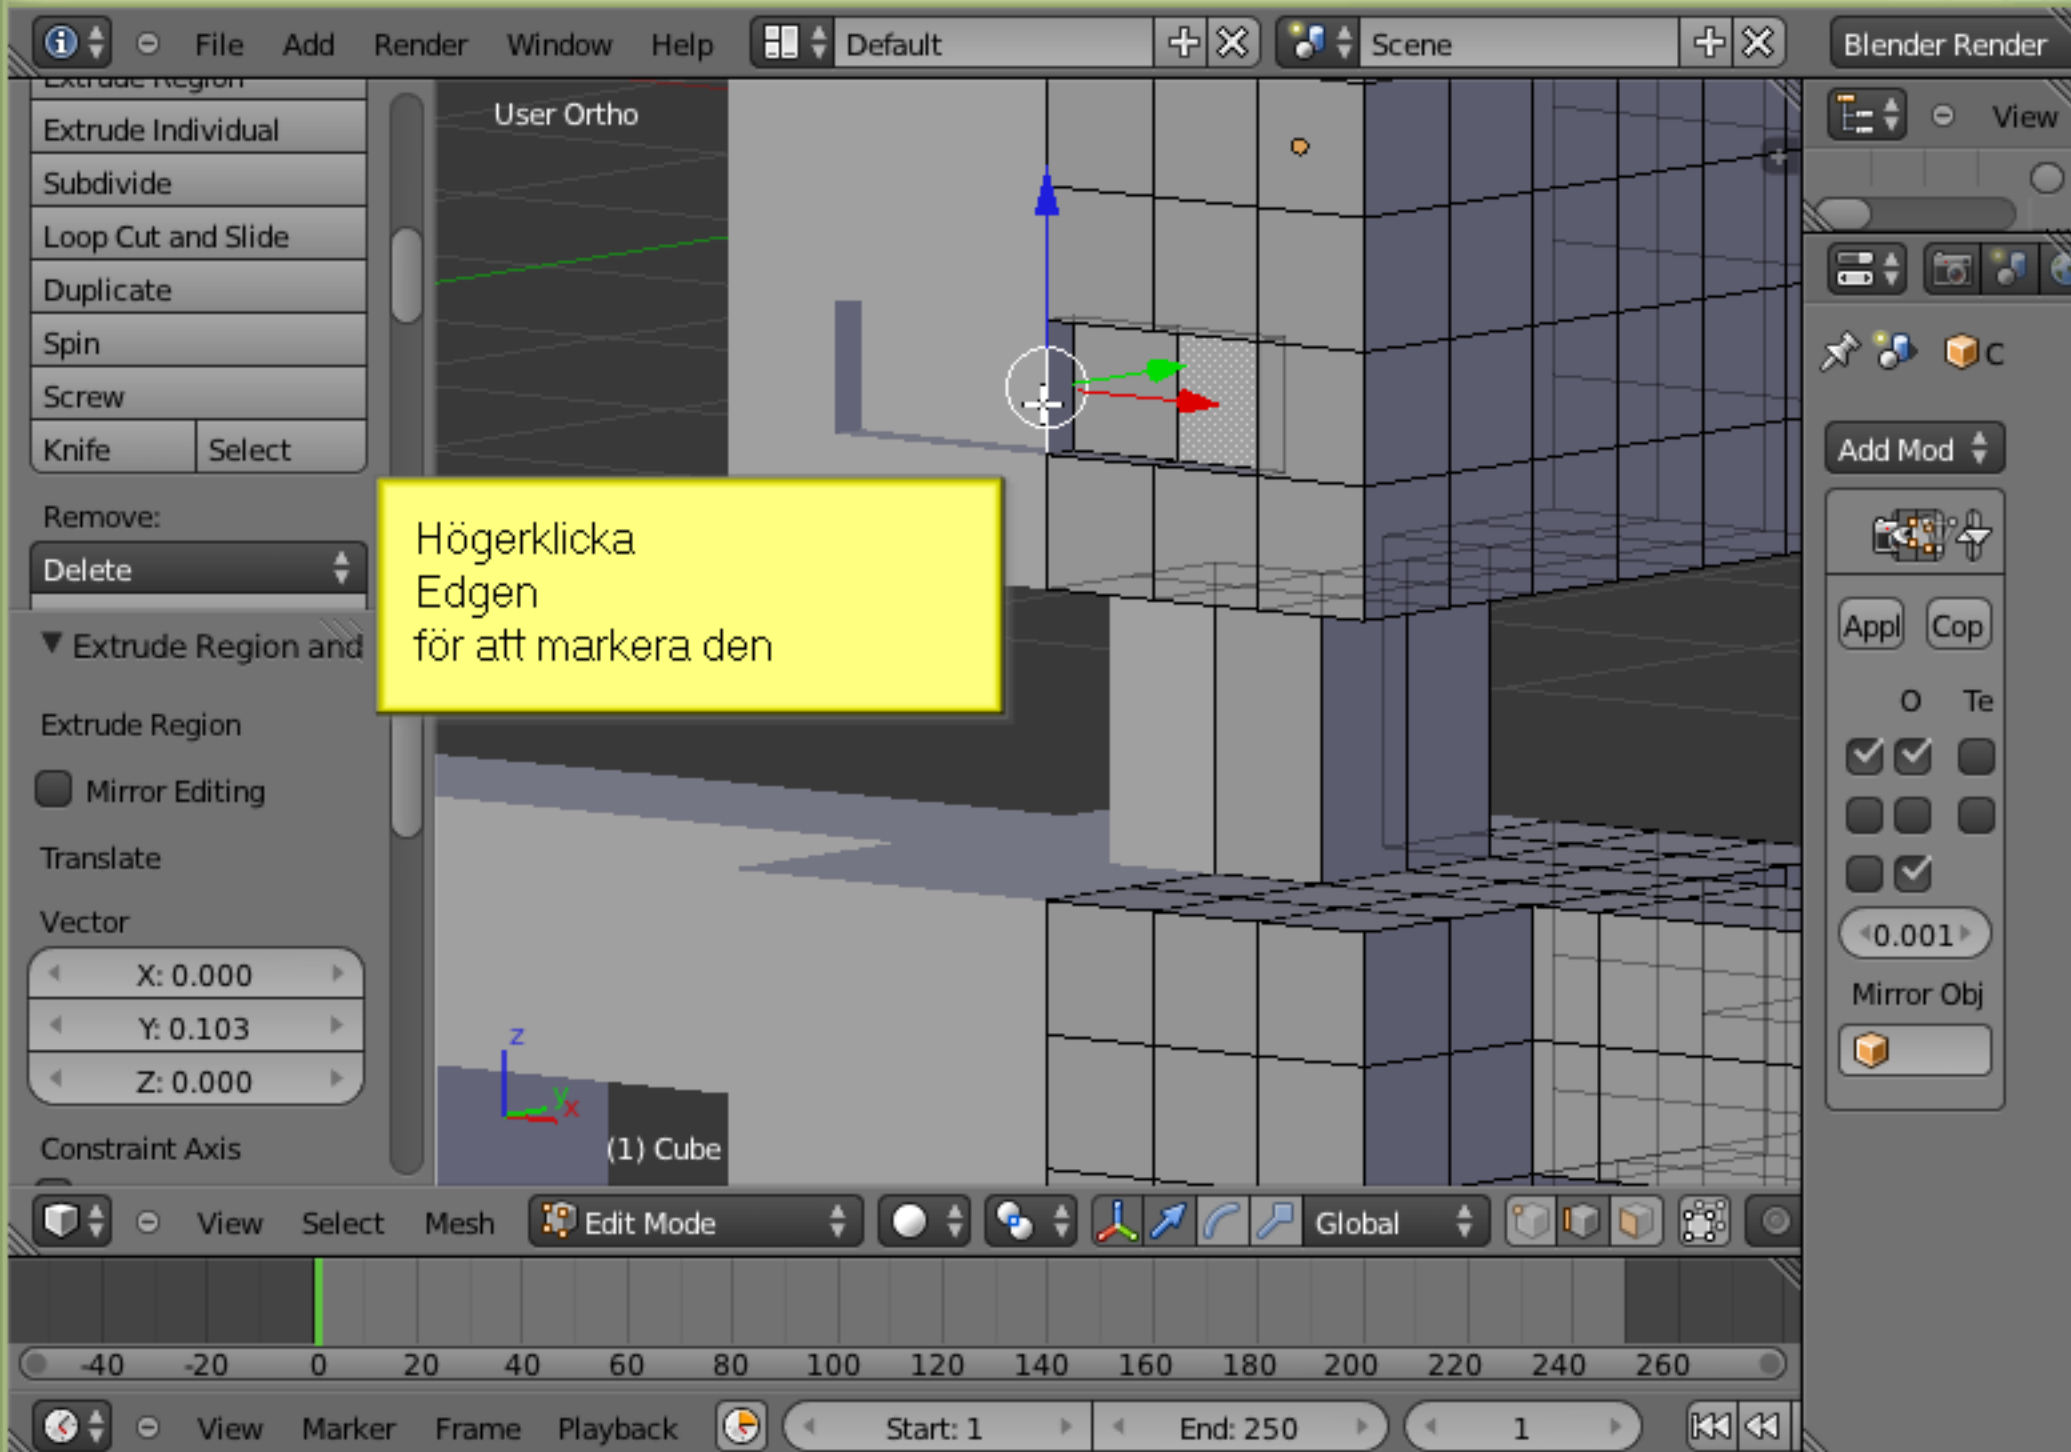 File Add Render Window Help Default Scene Blender Render
Extrude Region
Extrude Individual
Subdivide
Loop Cut and Slide
Duplicate
Spin
Screw
Knife Select
Remove:
Delete
Extrude Region and
Extrude Region
Mirror Editing
Translate
Vector
X: 0.000
Y: 0.103
Z: 0.000
Constraint Axis
User Ortho
Högerklicka
Edgen
för att markera den
z
y
x
(1) Cube
View
C
Add Mod
Appl Cop
O Te
0.001
Mirror Obj
View Select Mesh Edit Mode Global
-40 -20 0 20 40 60 80 100 120 140 160 180 200 220 240 260
View Marker Frame Playback Start: 1 End: 250 1